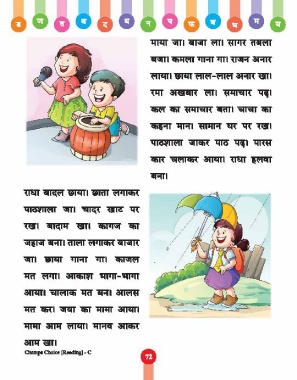 ड ज ह ब द घ न प फ ब भ म य
माया जा। बाजा ला। सागर तबला
बजा। कमला गाना गा। राजन अनार
लाया। छाया लाल-लाल अनार खा।
रमा अखबार ला। समाचार पढ़।
कल का समाचार बता। चाचा का
कहना मान। सामान घर पर रख।
पाठशाला जाकर पाठ पढ़। पारस
कार चलाकर आया। राधा हलवा
बना।
राधा बादल छाया। छाता लगाकर
पाठशाला जा। चादर खाट पर
रख। बादाम खा। कागज का
जहाज बना। ताला लगाकर बाजार
जा। छाया गाना गा। काजल
मत लगा। आकाश भागा-भागा
आया। चालाक मत बन। आलस
मत कर। जया का मामा आया।
मामा आम लाया। मानव आकर
आम खा।
Champs Choice [Reading] - C
72